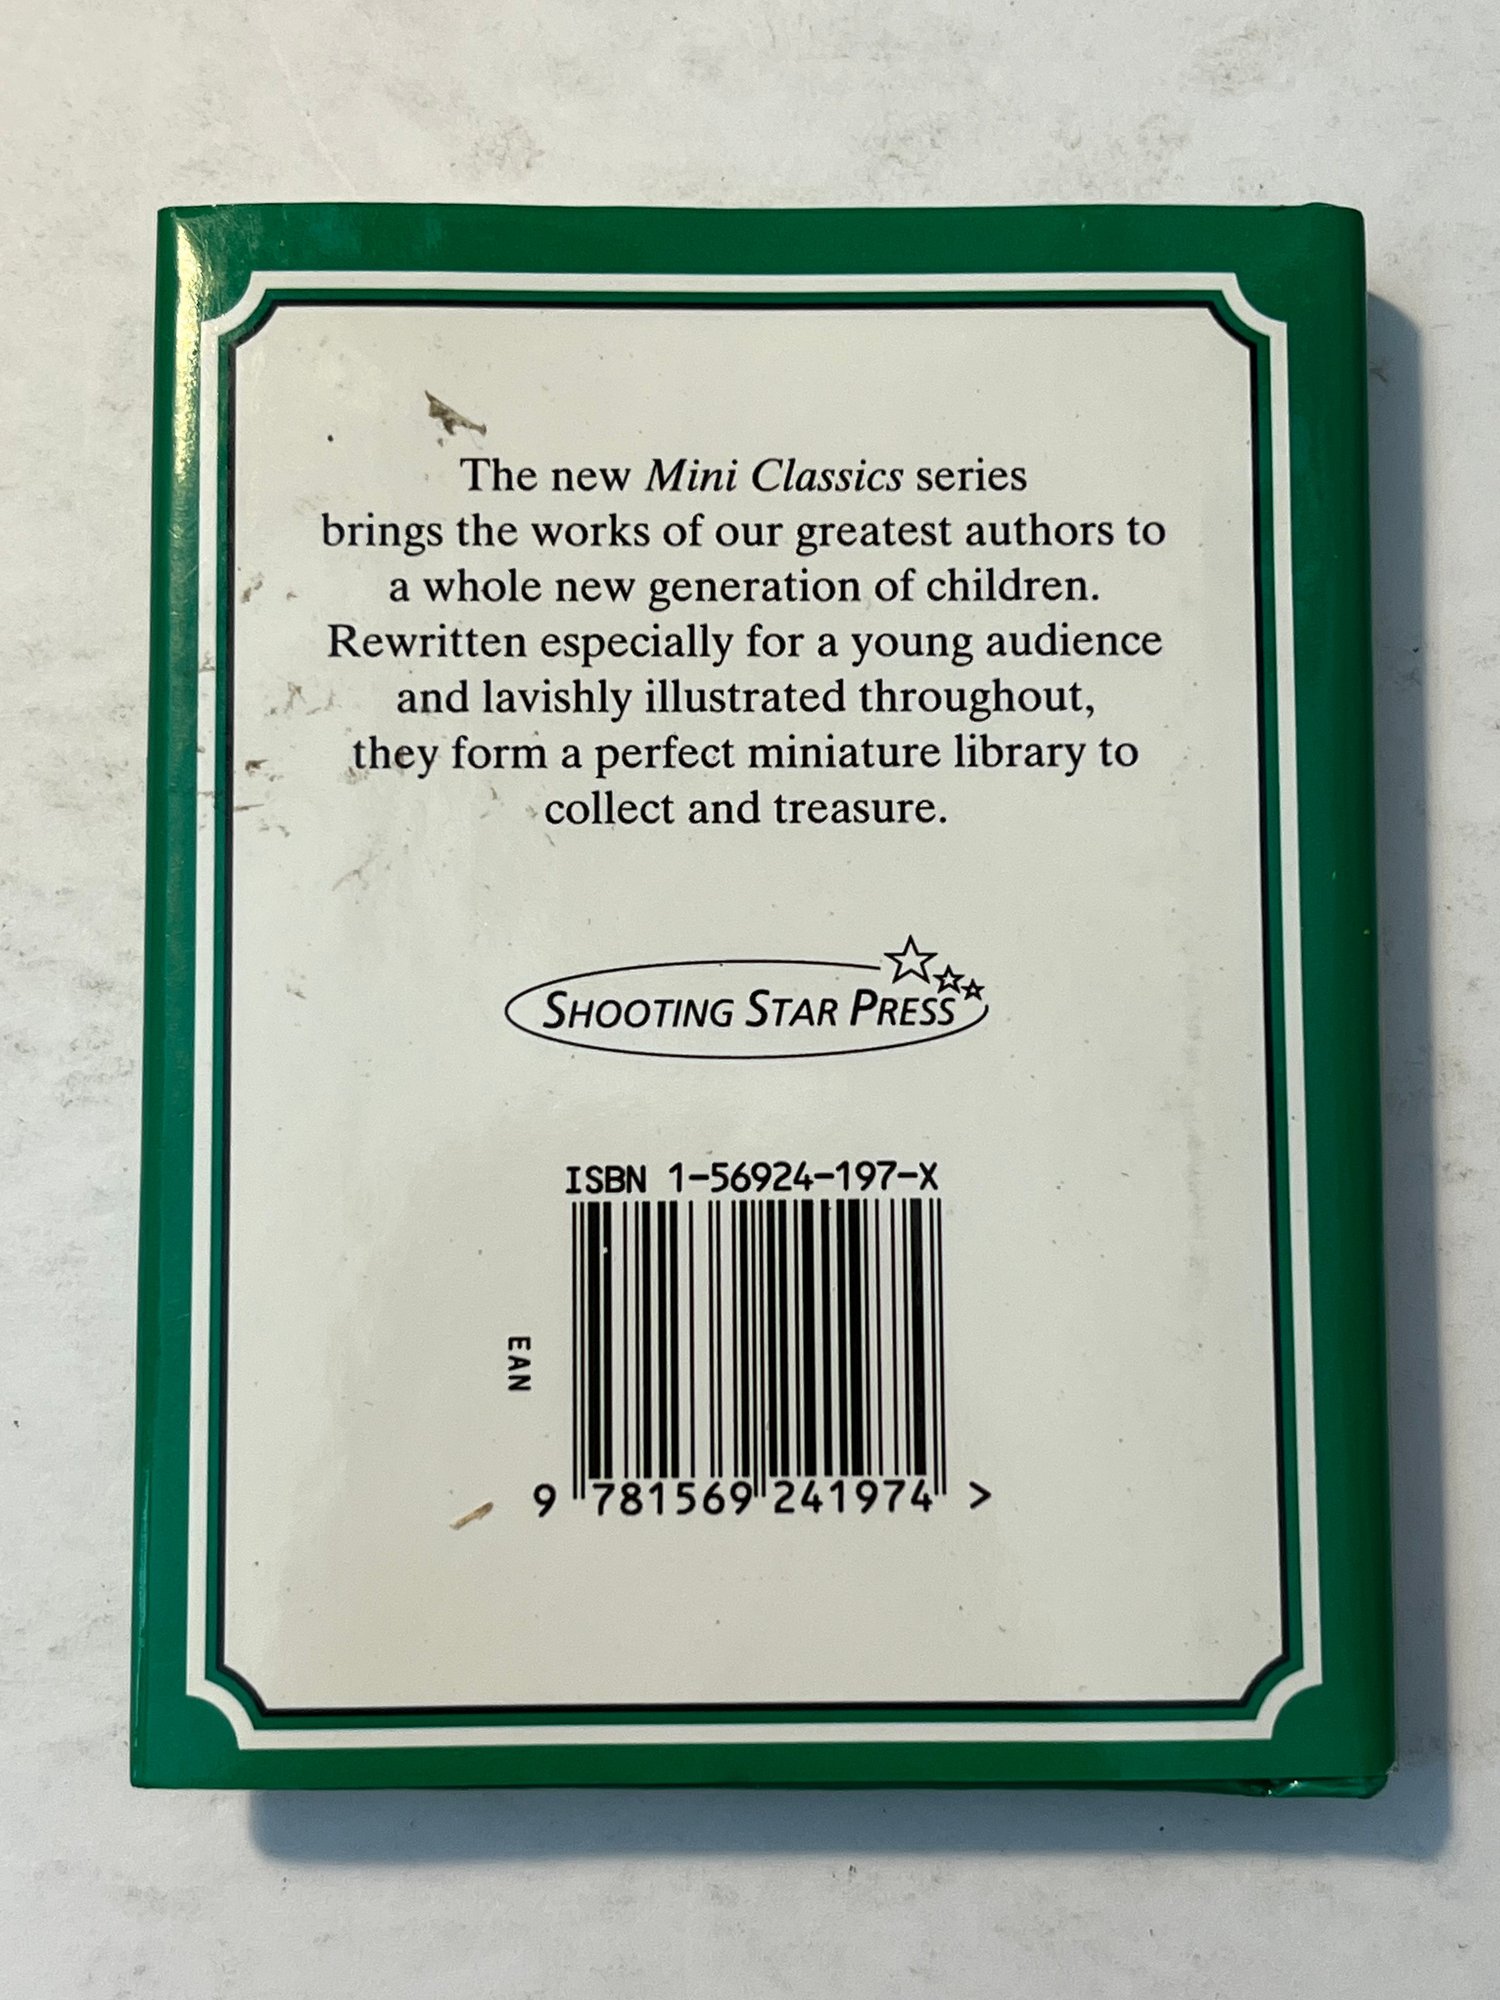 The new Mini Classics series
brings the works of our greatest authors to
a whole new generation of children.
Rewritten especially for a young audience
and lavishly illustrated throughout,
they form a perfect miniature library to
collect and treasure.
SHOOTING STAR PRESS
ISBN 1-56924-197-X
EAN
9 781569 241974 >